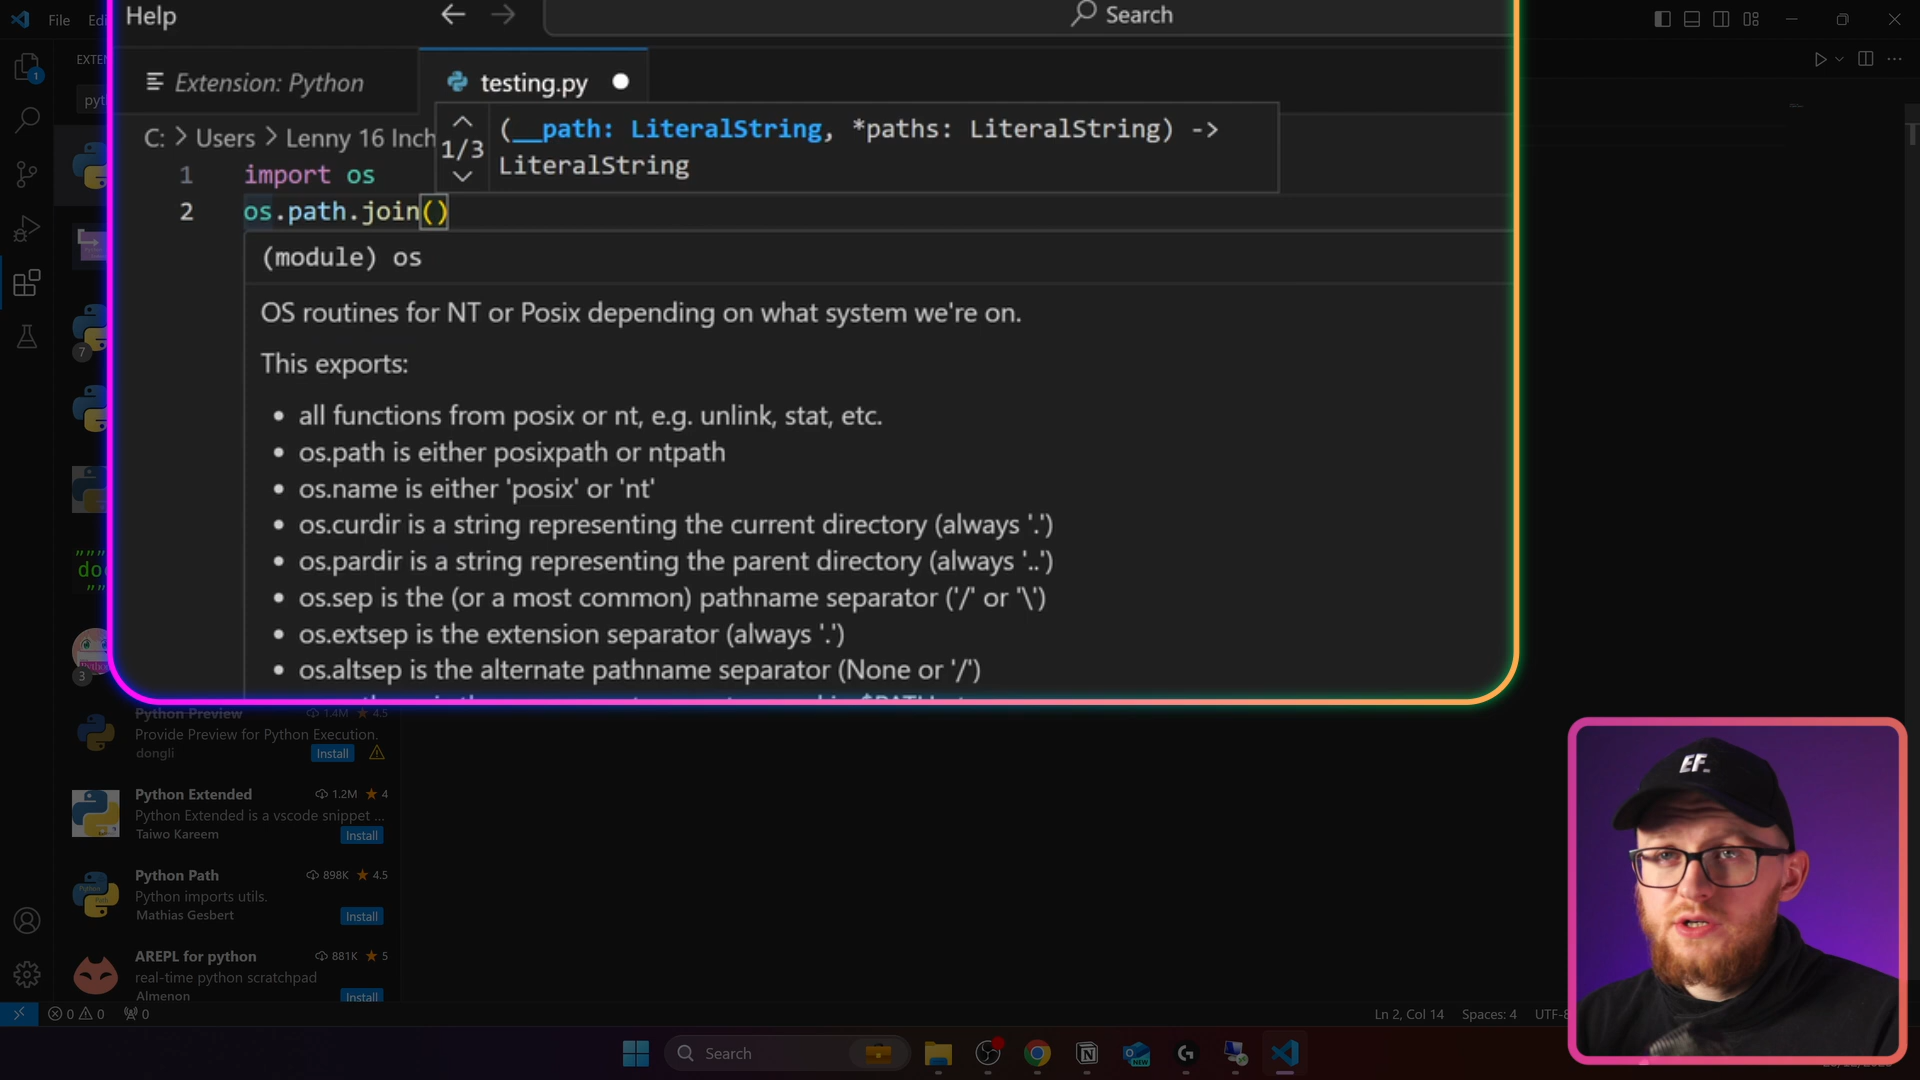 File
Help
Search
EXTEN
Extension: Python
testing.py
pyt
(__path: LiteralString, *paths: LiteralString) ->
1/3
LiteralString
C: > Users > Lenny 16 Inch
1
import os
2
os.path.join()
(module) os
OS routines for NT or Posix depending on what system we're on.
This exports:
• all functions from posix or nt, e.g. unlink, stat, etc.
• os.path is either posixpath or ntpath
• os.name is either 'posix' or 'nt'
• os.curdir is a string representing the current directory (always '.')
• os.pardir is a string representing the parent directory (always '..')
• os.sep is the (or a most common) pathname separator ('/' or '\')
• os.extsep is the extension separator (always '.')
• os.altsep is the alternate pathname separator (None or '/')
1
7
"""
doc
"""
3
Python Preview 1.4M ★ 4.5
Provide Preview for Python Execution.
dongli Install
Python Extended 1.2M ★ 4
Python Extended is a vscode snippet ...
Taiwo Kareem Install
Python Path 898K ★ 4.5
Python imports utils.
Mathias Gesbert Install
AREPL for python 881K ★ 5
real-time python scratchpad
Almenon Install
0 0 0
Ln 2, Col 14 Spaces: 4 UTF-8
Search
EF.